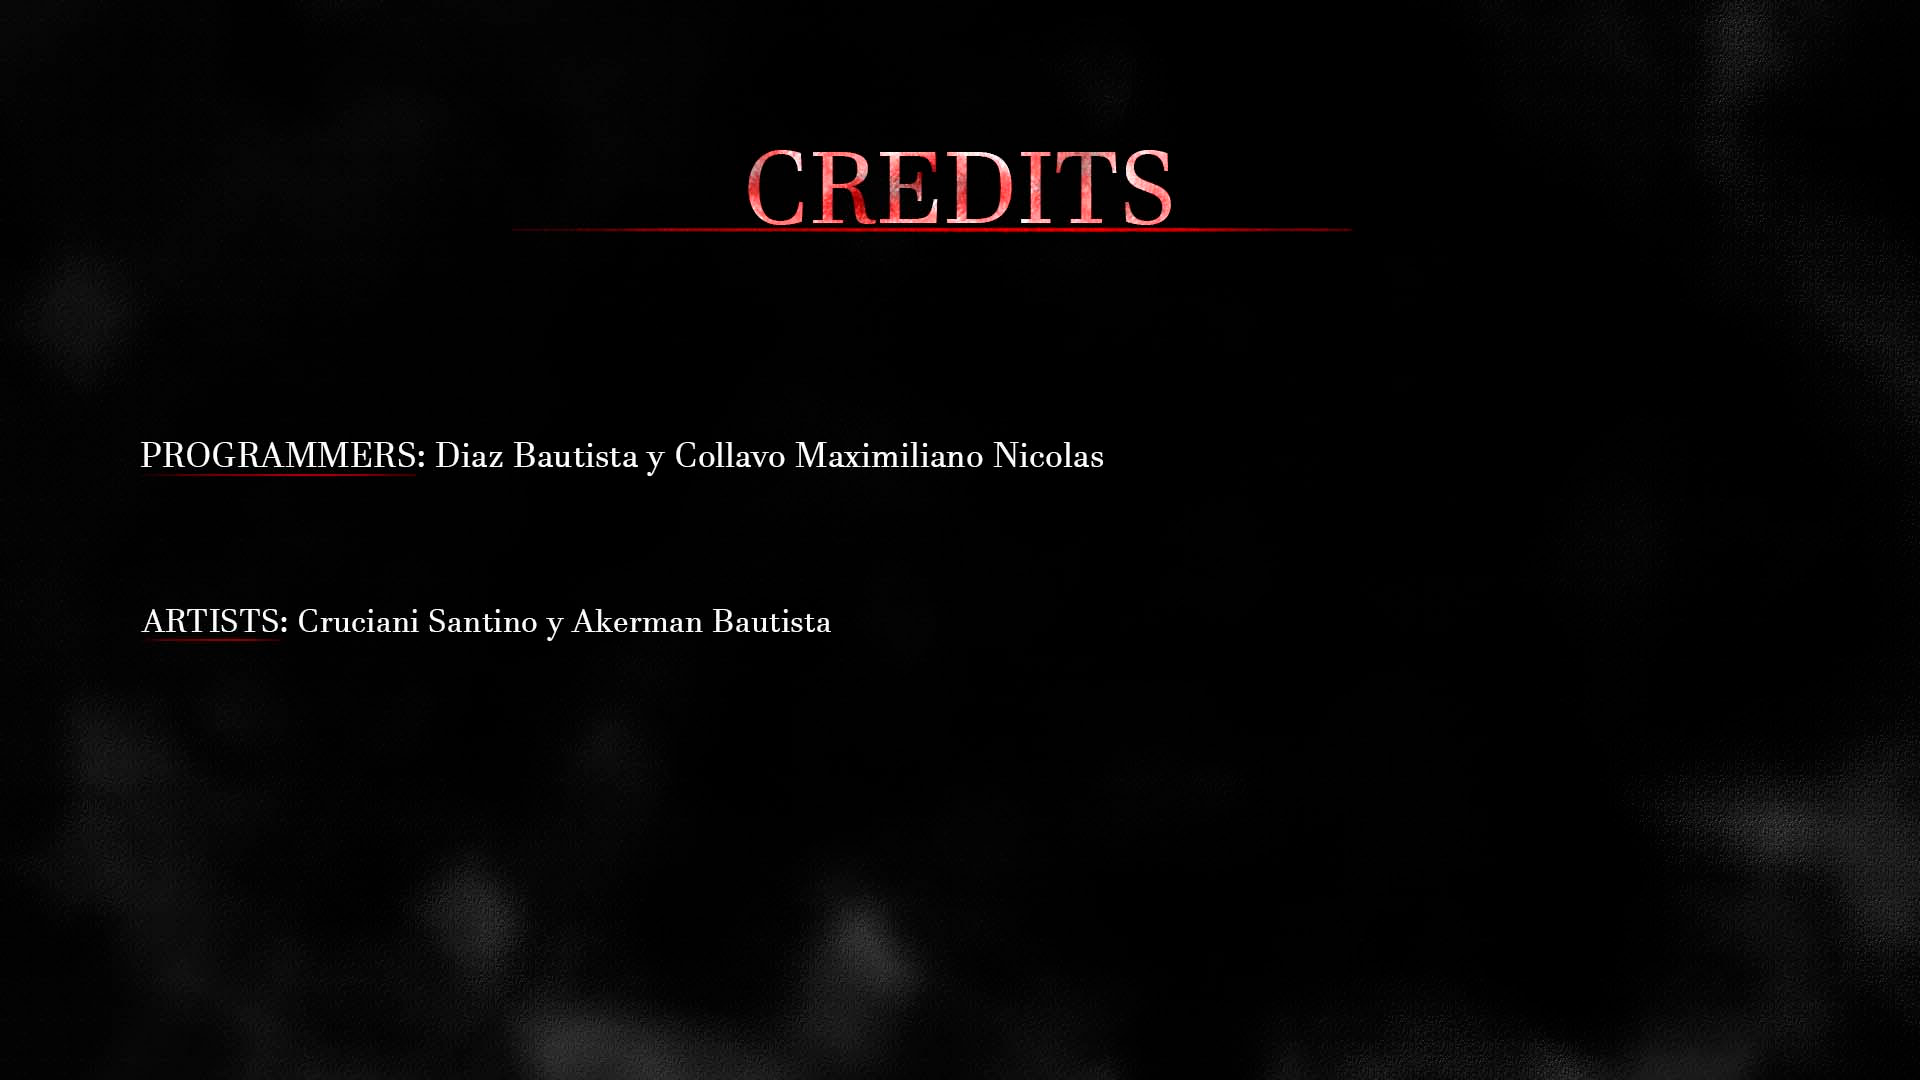 CREDITS
PROGRAMMERS: Diaz Bautista y Collavo Maximiliano Nicolas
ARTISTS: Cruciani Santino y Akerman Bautista